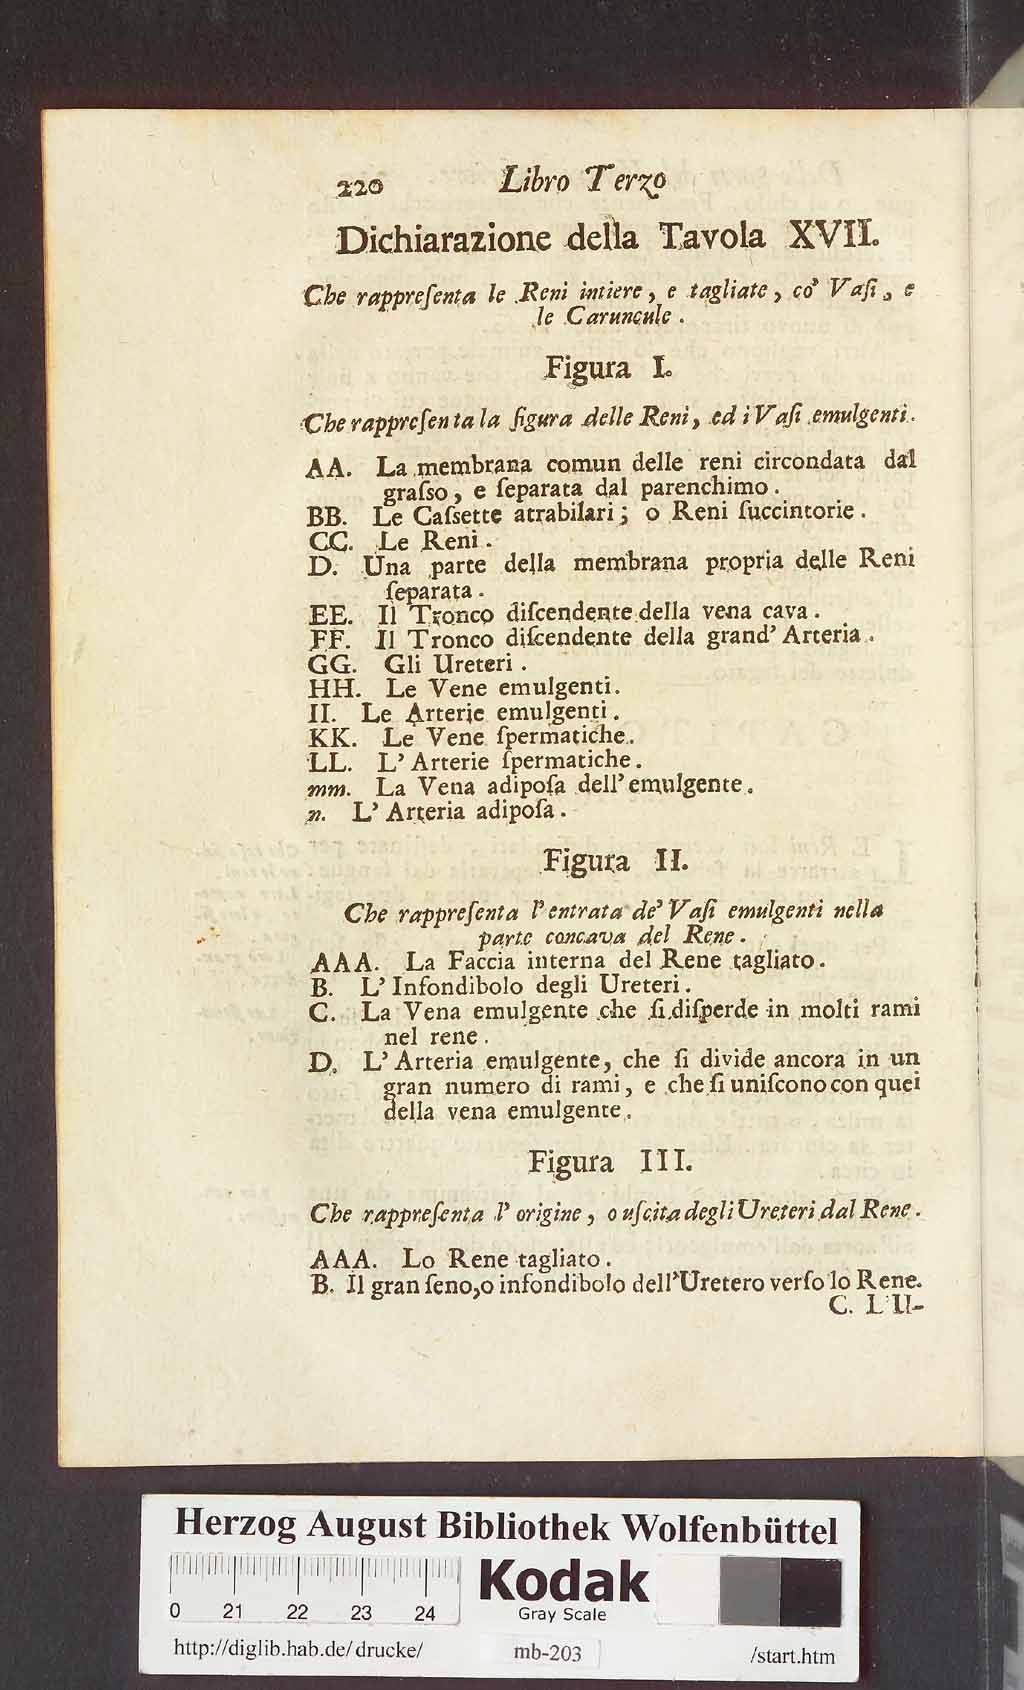 220 Libro Terzo
Dichiarazione della Tavola XVII.
Che rappreſenta le Reni intiere, e tagliate, co' Vaſi, e
le Caruncule.
Figura I.
Che rappreſenta la figura delle Reni, ed i Vaſi emulgenti.
AA. La membrana comun delle reni circondata dal
graſso, e ſeparata dal parenchimo.
BB. Le Caſsette atrabilari; o Reni ſuccintorie.
CC. Le Reni.
D. Una parte della membrana propria delle Reni
ſeparata.
EE. Il Tronco diſcendente della vena cava.
FF. Il Tronco diſcendente della grand' Arteria.
GG. Gli Ureteri.
HH. Le Vene emulgenti.
II. Le Arterie emulgenti.
KK. Le Vene ſpermatiche.
LL. L' Arterie ſpermatiche.
mm. La Vena adipoſa dell' emulgente.
n. L' Arteria adipoſa.
Figura II.
Che rappreſenta l' entrata de' Vaſi emulgenti nella
parte concava del Rene.
AAA. La Faccia interna del Rene tagliato.
B. L' Infondibolo degli Ureteri.
C. La Vena emulgente che ſi diſperde in molti rami
nel rene.
D. L' Arteria emulgente, che ſi divide ancora in un
gran numero di rami, e che ſi uniſcono con quei
della vena emulgente.
Figura III.
Che rappreſenta l' origine, o uſcita degli Ureteri dal Rene.
AAA. Lo Rene tagliato.
B. Il gran ſeno, o infondibolo dell' Uretero verſo lo Rene.
C. L' U-
Herzog August Bibliothek Wolfenbüttel
0 21 22 23 24
Kodak
Gray Scale
http://diglib.hab.de/drucke/ mb-203 /start.htm